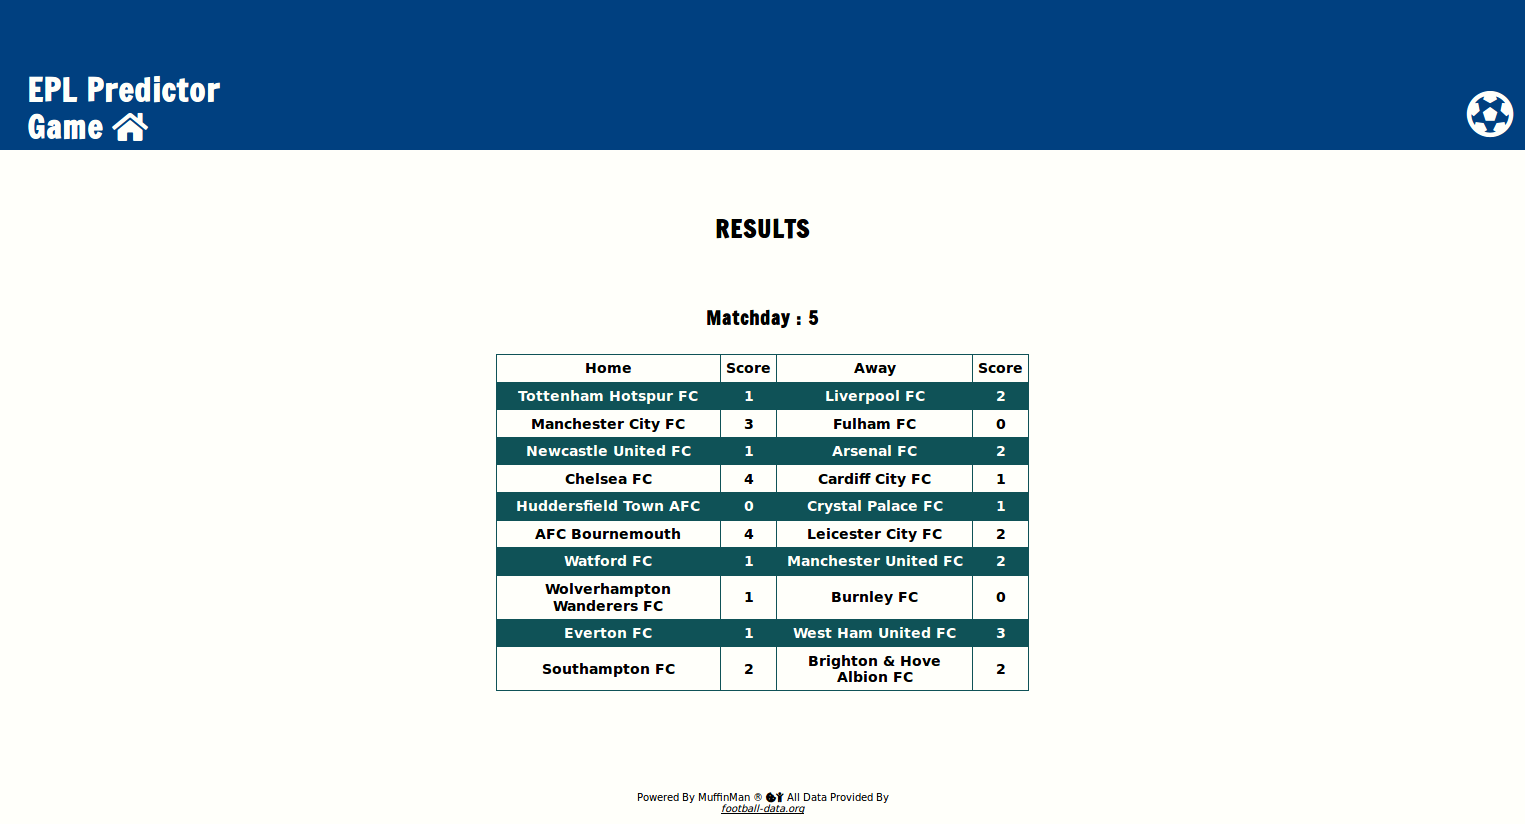 EPL Predictor
Game
RESULTS
Matchday : 5
Home Score Away Score
Tottenham Hotspur FC 1 Liverpool FC 2
Manchester City FC 3 Fulham FC 0
Newcastle United FC 1 Arsenal FC 2
Chelsea FC 4 Cardiff City FC 1
Huddersfield Town AFC 0 Crystal Palace FC 1
AFC Bournemouth 4 Leicester City FC 2
Watford FC 1 Manchester United FC 2
Wolverhampton
Wanderers FC 1 Burnley FC 0
Everton FC 1 West Ham United FC 3
Southampton FC 2 Brighton & Hove
Albion FC 2
Powered By MuffinMan ® All Data Provided By
football-data.org